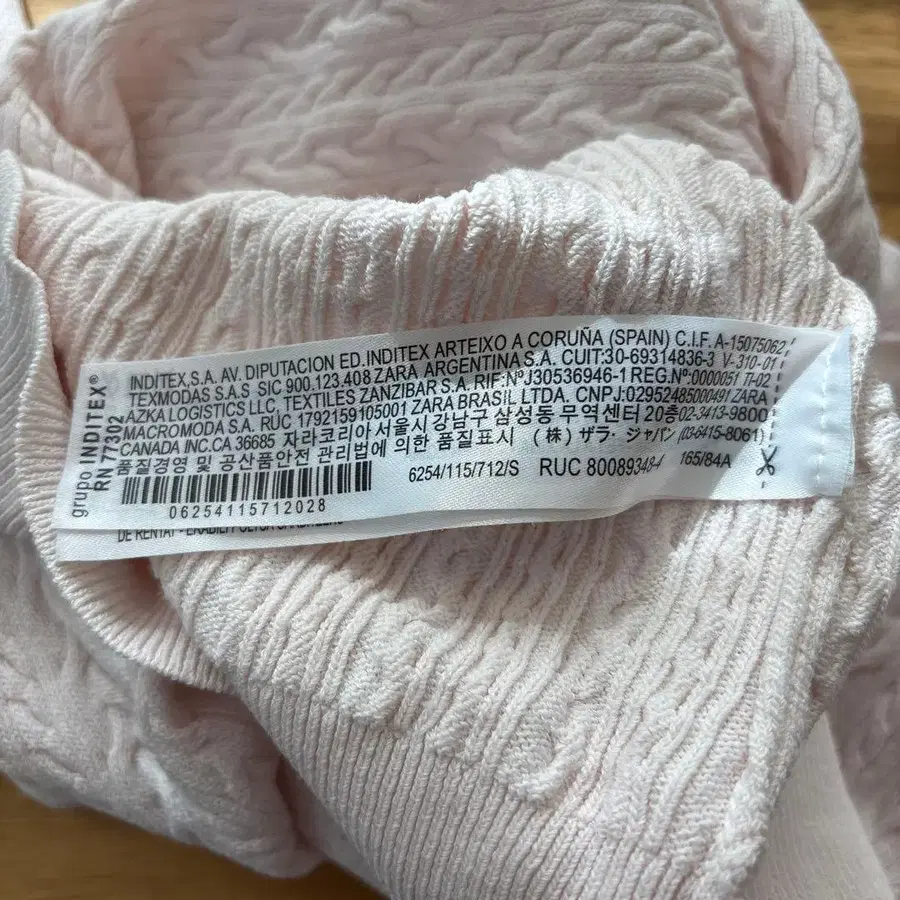 grupo INDITEX®
RN 77302
INDITEX,S.A. AV. DIPUTACION ED.INDITEX ARTEIXO A CORUÑA (SPAIN) C.I.F. A-15075062
TEXMODAS S.A.S SIC 900.123.408 ZARA ARGENTINA S.A. CUIT:30-69314836-3 V-310-01
AZKA LOGISTICS LLC, TEXTILES ZANZIBAR S.A. RIF:NºJ30536946-1 REG.Nº:0000051 TI-02
MACROMODA S.A. RUC 1792159105001 ZARA BRASIL LTDA. CNPJ:02952485000491 ZARA
CANADA INC.CA 36685 자라코리아 서울시 강남구 삼성동 무역센터 20층 02-3413-9800
품질경영 및 공산품안전 관리법에 의한 품질표시 (株) ザラ・ジャパン (03-6415-8061)
06254115712028
6254/115/712/S RUC 80089348-4 165/84A